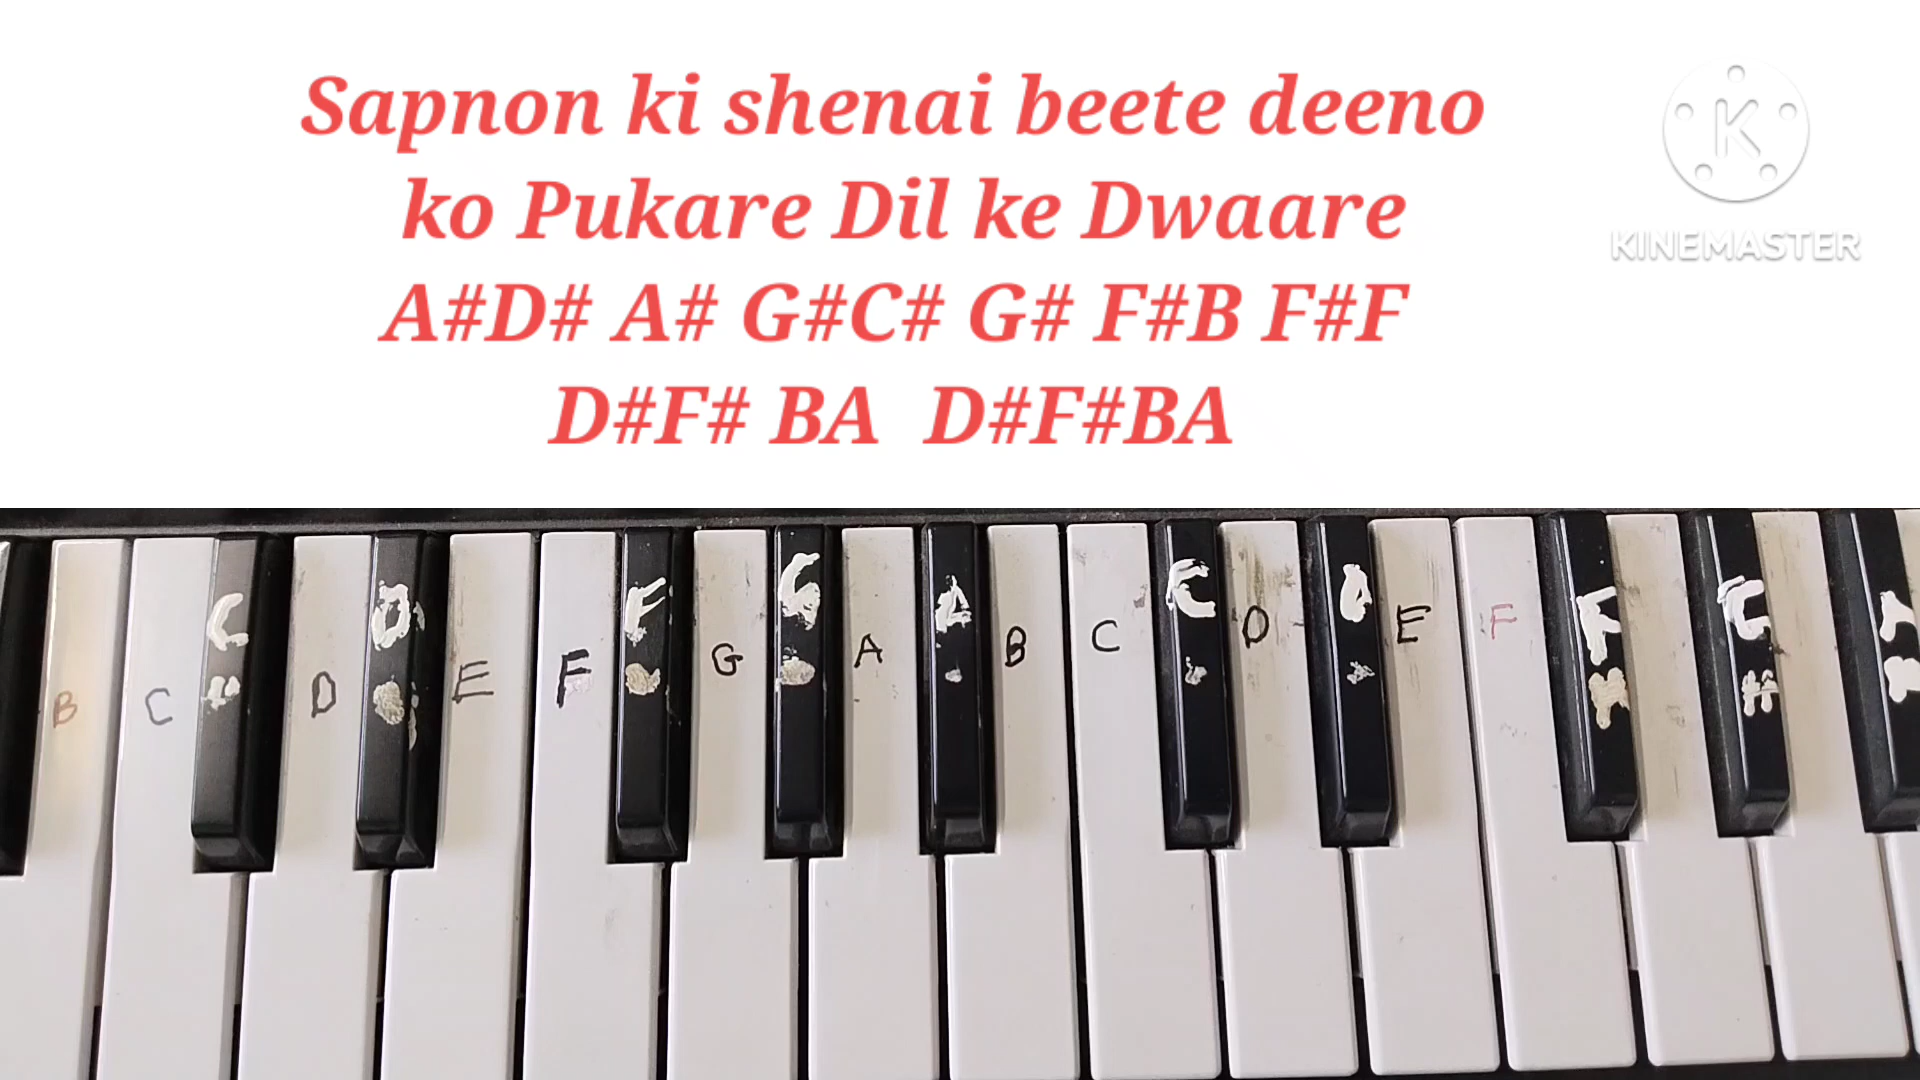 Sapnon ki shenai beete deeno
ko Pukare Dil ke Dwaare
A#D# A# G#C# G# F#B F#F
D#F# BA D#F#BA
K
KINEMASTER
B C C# D D E F F G G A A B C C D D E F F# G#